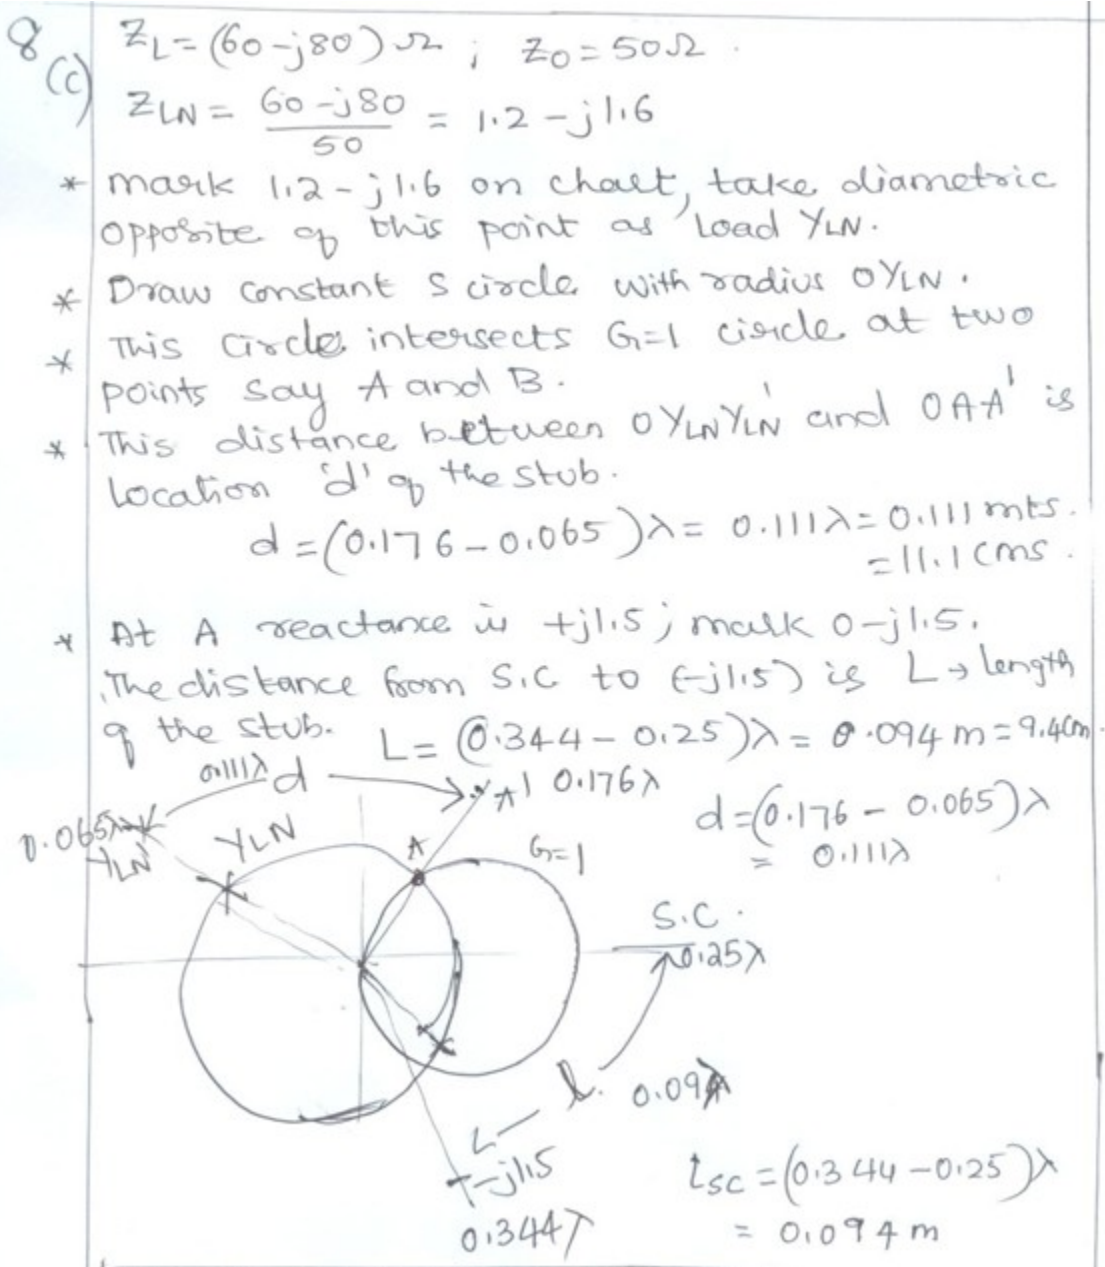 8
(c)
ZL = (60-j80) Ω ; Z0 = 50Ω .
ZLN = 60-j80 / 50 = 1.2 - j1.6
* mark 1.2-j1.6 on chart, take diametric
opposite of this point as load YLN.
* Draw constant S circle with radius OYLN.
* This circle intersects G=1 circle at two
points say A and B.
* This distance between OYLNYLN' and OAA' is
location 'd' of the stub.
d = (0.176-0.065)λ = 0.111λ = 0.111 mts.
= 11.1 cms.
* At A reactance is +j1.5; mark 0-j1.5.
The distance from S.C to (-j1.5) is L → length
of the stub. L = (0.344 - 0.25)λ = 0.094 m = 9.4cm.
0.111λ d
A' 0.176λ
d = (0.176 - 0.065)λ
= 0.111λ
0.065λ
YLN'
YLN
A
G=1
S.C.
0.25λ
l. 0.09λ
L
-j1.5
0.344λ
lsc = (0.344-0.25)λ
= 0.094 m